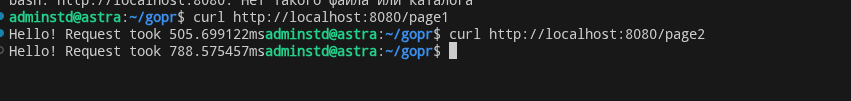 bash: http://localhost:8080: Нет такого файла или каталога
adminstd@astra:~/gopr$ curl http://localhost:8080/page1
Hello! Request took 505.699122msadminstd@astra:~/gopr$ curl http://localhost:8080/page2
Hello! Request took 788.575457msadminstd@astra:~/gopr$